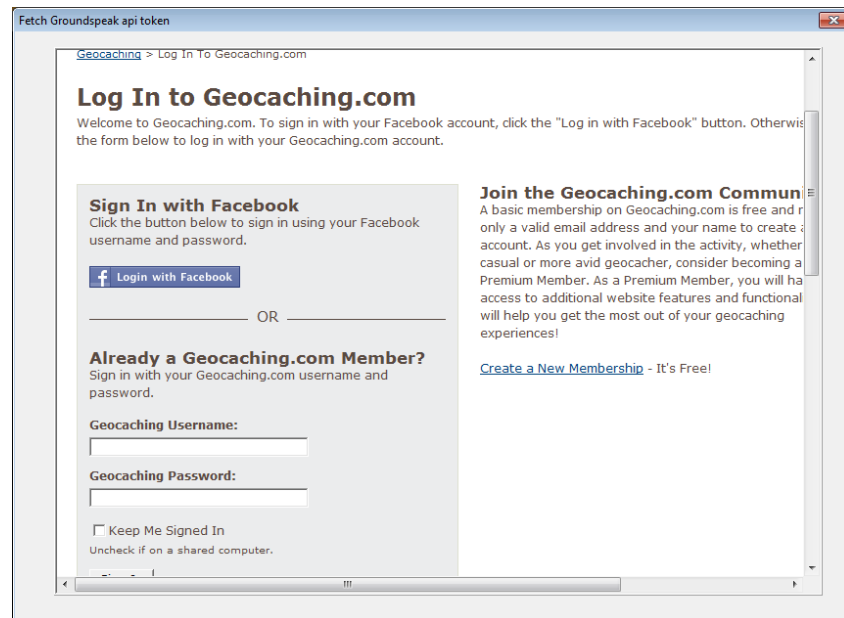 Fetch Groundspeak api token
Geocaching > Log In To Geocaching.com
Log In to Geocaching.com
Welcome to Geocaching.com. To sign in with your Facebook account, click the "Log in with Facebook" button.
the form below to log in with your Geocaching.com account.
Sign In with Facebook
Click the button below to sign in using your Facebook
username and password.
Login with Facebook
OR
Already a Geocaching.com Member?
Sign in with your Geocaching.com username and
password.
Geocaching Username:
Geocaching Password:
Keep Me Signed In
Uncheck if on a shared computer.
Join the Geocaching.com
A basic membership on Geocaching.com is free and
only a valid email address and your name to create
account. As you get involved in the activity, whether
casual or more avid geocacher, consider becoming a
Premium Member. As a Premium Member, you will
access to additional website features and
will help you get the most out of your geocaching
experiences!
Create a New Membership - It's Free!